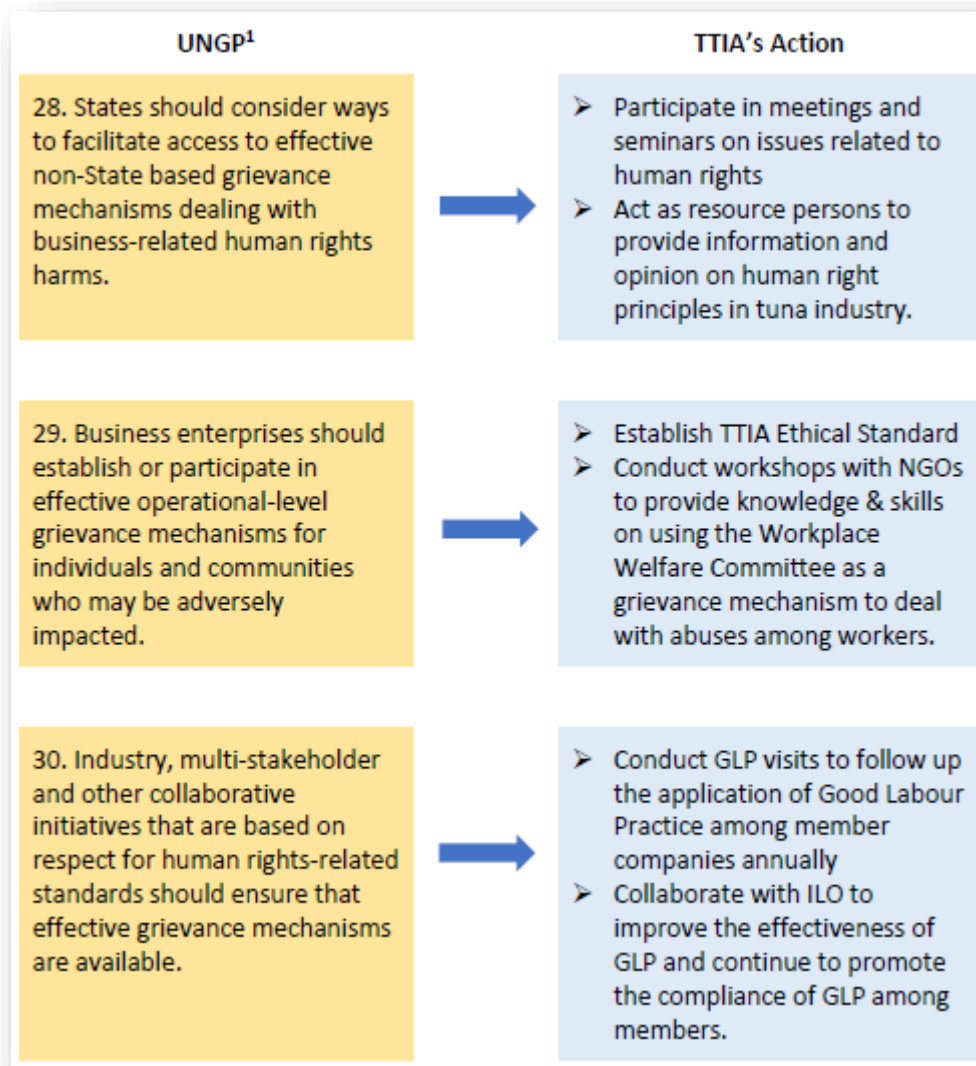 UNGP¹
TTIA's Action
28. States should consider ways
to facilitate access to effective
non-State based grievance
mechanisms dealing with
business-related human rights
harms.
➤ Participate in meetings and
seminars on issues related to
human rights
➤ Act as resource persons to
provide information and
opinion on human right
principles in tuna industry.
29. Business enterprises should
establish or participate in
effective operational-level
grievance mechanisms for
individuals and communities
who may be adversely
impacted.
➤ Establish TTIA Ethical Standard
➤ Conduct workshops with NGOs
to provide knowledge & skills
on using the Workplace
Welfare Committee as a
grievance mechanism to deal
with abuses among workers.
30. Industry, multi-stakeholder
and other collaborative
initiatives that are based on
respect for human rights-related
standards should ensure that
effective grievance mechanisms
are available.
➤ Conduct GLP visits to follow up
the application of Good Labour
Practice among member
companies annually
➤ Collaborate with ILO to
improve the effectiveness of
GLP and continue to promote
the compliance of GLP among
members.